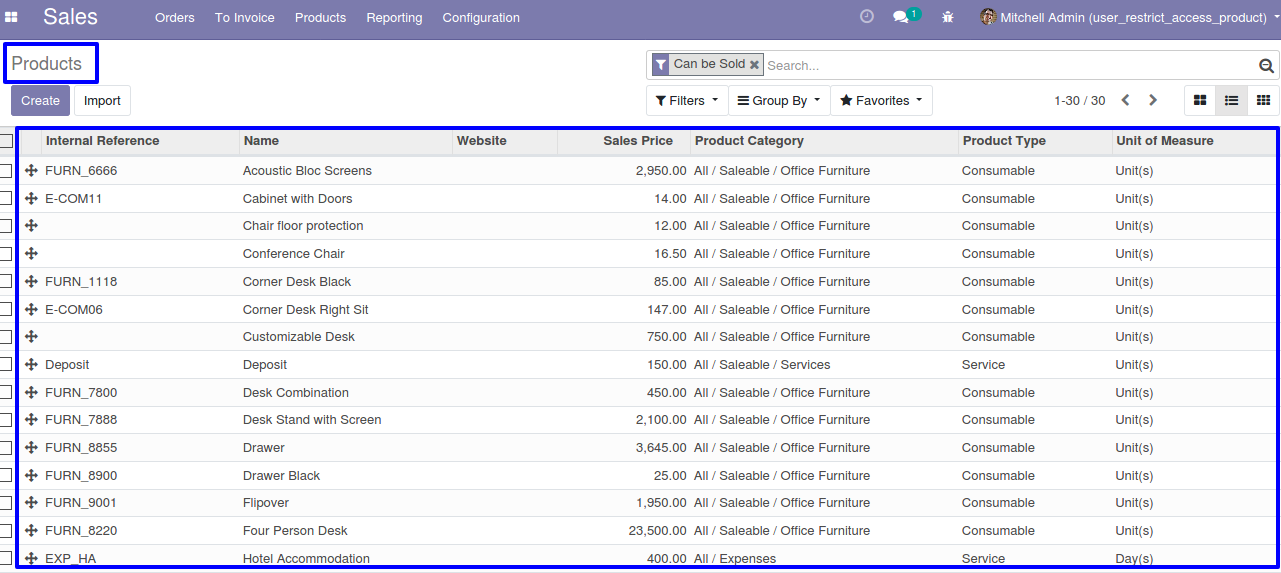 Sales Orders To Invoice Products Reporting Configuration 1 Mitchell Admin (user_restrict_access_product)
Products Can be Sold Search...
Create Import Filters Group By Favorites 1-30 / 30
Internal Reference Name Website Sales Price Product Category Product Type Unit of Measure
FURN_6666 Acoustic Bloc Screens 2,950.00 All / Saleable / Office Furniture Consumable Unit(s)
E-COM11 Cabinet with Doors 14.00 All / Saleable / Office Furniture Consumable Unit(s)
Chair floor protection 12.00 All / Saleable / Office Furniture Consumable Unit(s)
Conference Chair 16.50 All / Saleable / Office Furniture Consumable Unit(s)
FURN_1118 Corner Desk Black 85.00 All / Saleable / Office Furniture Consumable Unit(s)
E-COM06 Corner Desk Right Sit 147.00 All / Saleable / Office Furniture Consumable Unit(s)
Customizable Desk 750.00 All / Saleable / Office Furniture Consumable Unit(s)
Deposit Deposit 150.00 All / Saleable / Services Service Unit(s)
FURN_7800 Desk Combination 450.00 All / Saleable / Office Furniture Consumable Unit(s)
FURN_7888 Desk Stand with Screen 2,100.00 All / Saleable / Office Furniture Consumable Unit(s)
FURN_8855 Drawer 3,645.00 All / Saleable / Office Furniture Consumable Unit(s)
FURN_8900 Drawer Black 25.00 All / Saleable / Office Furniture Consumable Unit(s)
FURN_9001 Flipover 1,950.00 All / Saleable / Office Furniture Consumable Unit(s)
FURN_8220 Four Person Desk 23,500.00 All / Saleable / Office Furniture Consumable Unit(s)
EXP_HA Hotel Accommodation 400.00 All / Expenses Service Day(s)